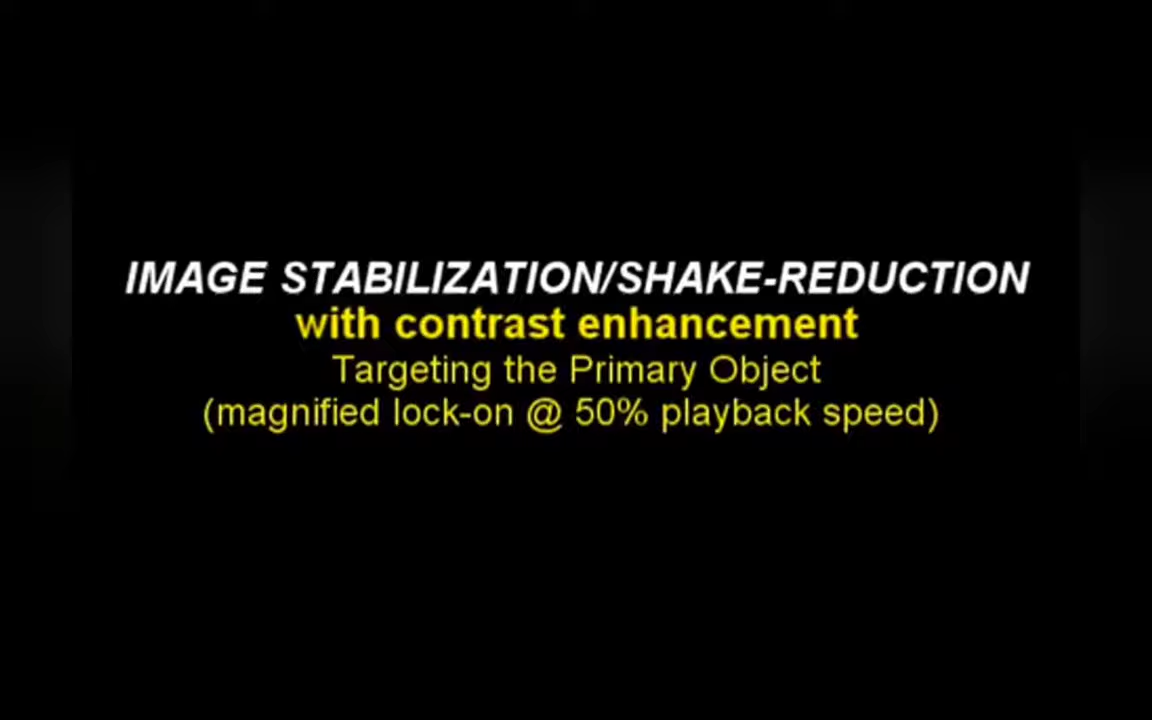 IMAGE STABILIZATION/SHAKE-REDUCTION
with contrast enhancement
Targeting the Primary Object
(magnified lock-on @ 50% playback speed)